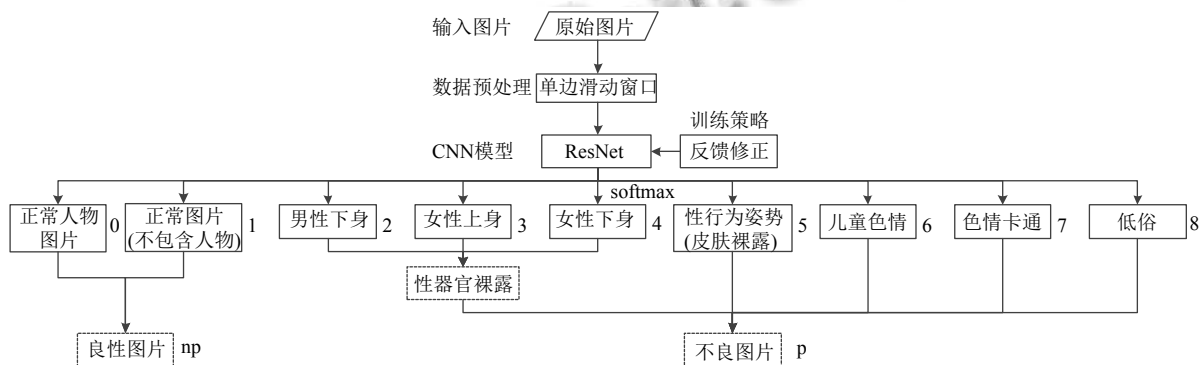 输入图片 原始图片
数据预处理 单边滑动窗口
训练策略
CNN模型 ResNet 反馈修正
softmax
正常人物
图片 0
正常图片
(不包含人物) 1
男性下身 2
女性上身 3
女性下身 4
性行为姿势
(皮肤裸露) 5
儿童色情 6
色情卡通 7
低俗 8
性器官裸露
良性图片 np
不良图片 p